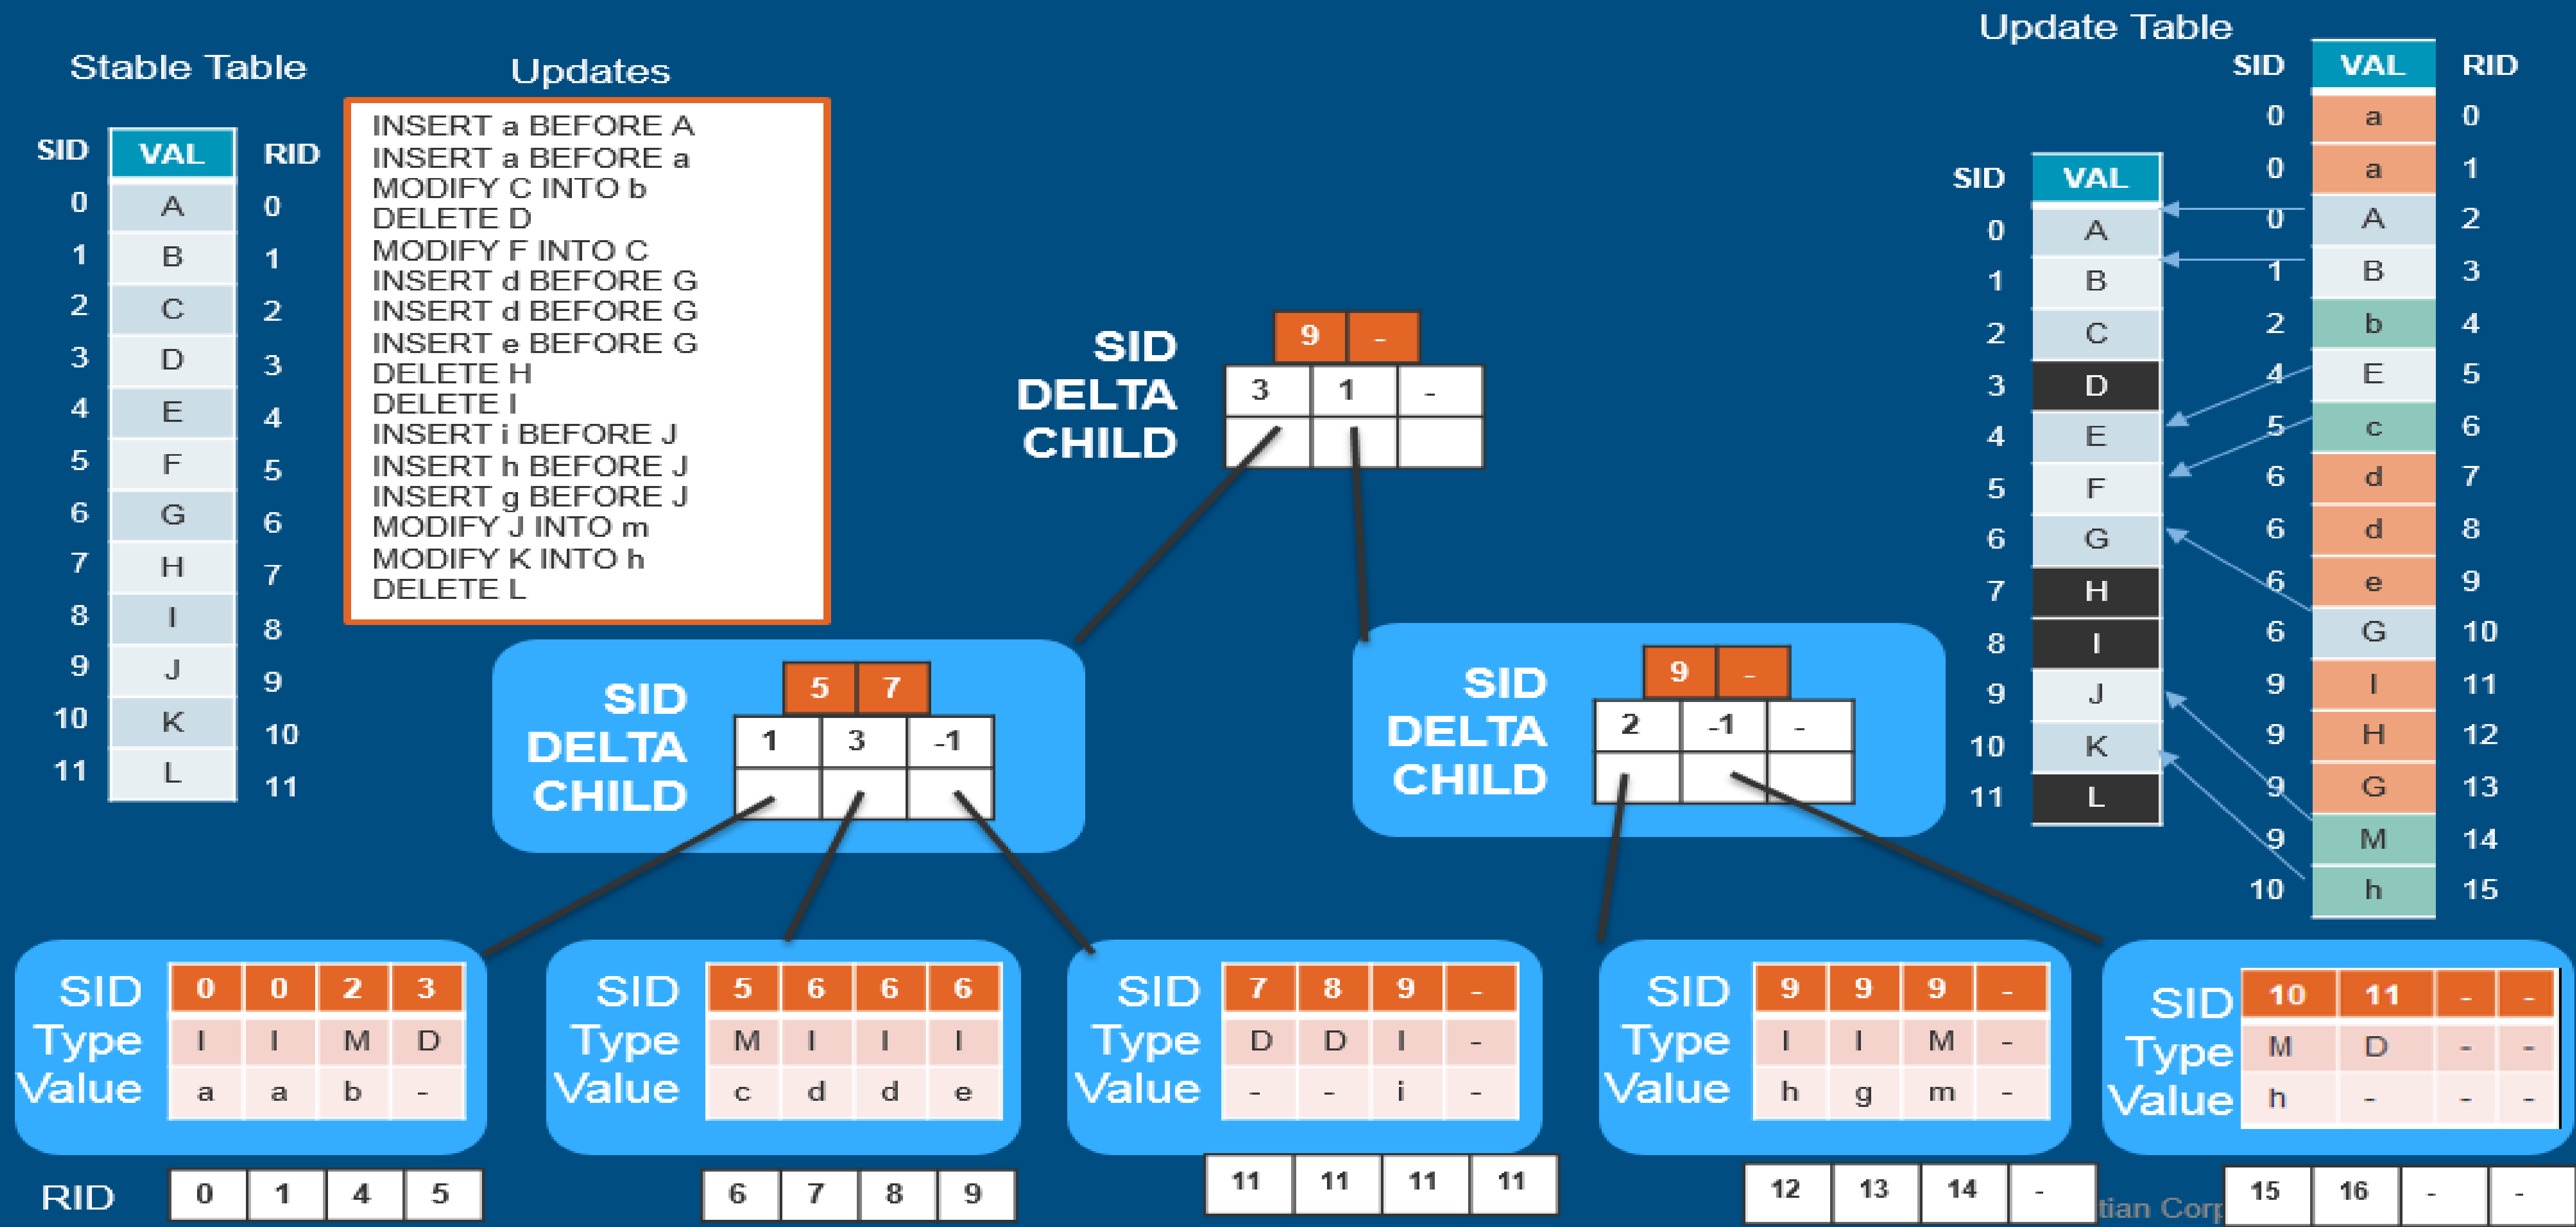 Stable Table
SID VAL RID
0 A 0
1 B 1
2 C 2
3 D 3
4 E 4
5 F 5
6 G 6
7 H 7
8 I 8
9 J 9
10 K 10
11 L 11
Updates
INSERT a BEFORE A
INSERT a BEFORE a
MODIFY C INTO b
DELETE D
MODIFY F INTO C
INSERT d BEFORE G
INSERT d BEFORE G
INSERT e BEFORE G
DELETE H
DELETE I
INSERT i BEFORE J
INSERT h BEFORE J
INSERT g BEFORE J
MODIFY J INTO m
MODIFY K INTO h
DELETE L
SID 9 -
DELTA 3 1 -
CHILD
SID 5 7
DELTA 1 3 -1
CHILD
SID 9 -
DELTA 2 -1 -
CHILD
Update Table
SID VAL
0 A
1 B
2 C
3 D
4 E
5 F
6 G
7 H
8 I
9 J
10 K
11 L
SID VAL RID
0 a 0
0 a 1
0 A 2
1 B 3
2 b 4
4 E 5
5 c 6
6 d 7
6 d 8
6 e 9
6 G 10
9 I 11
9 H 12
9 G 13
9 M 14
10 h 15
SID 0 0 2 3
Type I I M D
Value a a b -
SID 5 6 6 6
Type M I I I
Value c d d e
SID 7 8 9 -
Type D D I -
Value - - i -
SID 9 9 9 -
Type I I M -
Value h g m -
SID 10 11 - -
Type M D - -
Value h - - -
RID 0 1 4 5
6 7 8 9
11 11 11 11
12 13 14 -
tian Corp
15 16 - -